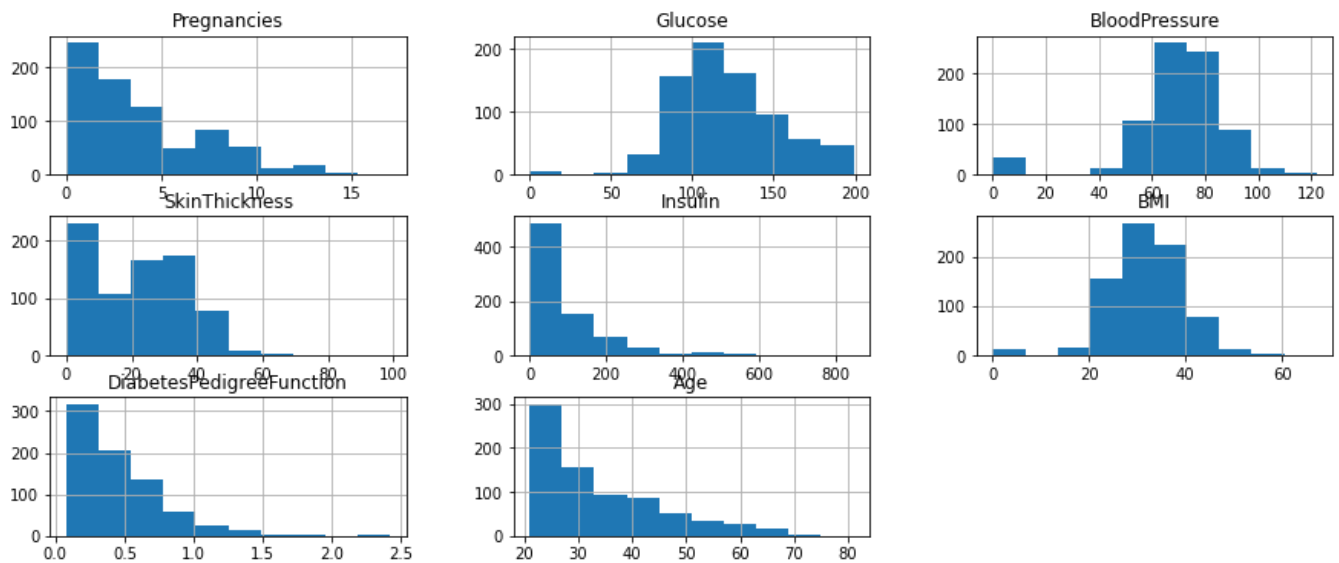 Pregnancies
200
100
0
0 5 10 15
Glucose
200
100
0
0 50 100 150 200
BloodPressure
200
100
0
0 20 40 60 80 100 120
SkinThickness
200
100
0
0 20 40 60 80 100
Insulin
400
200
0
0 200 400 600 800
BMI
200
100
0
0 20 40 60
DiabetesPedigreeFunction
300
200
100
0
0.0 0.5 1.0 1.5 2.0 2.5
Age
300
200
100
0
20 30 40 50 60 70 80